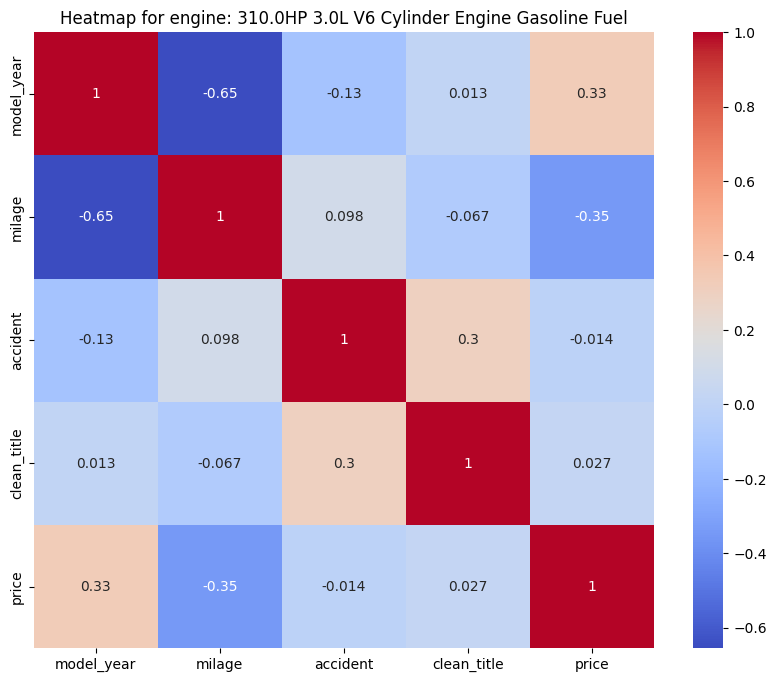 Heatmap for engine: 310.0HP 3.0L V6 Cylinder Engine Gasoline Fuel
model_year 1 -0.65 -0.13 0.013 0.33
milage -0.65 1 0.098 -0.067 -0.35
accident -0.13 0.098 1 0.3 -0.014
clean_title 0.013 -0.067 0.3 1 0.027
price 0.33 -0.35 -0.014 0.027 1
model_year milage accident clean_title price
1.0
0.8
0.6
0.4
0.2
0.0
−0.2
−0.4
−0.6